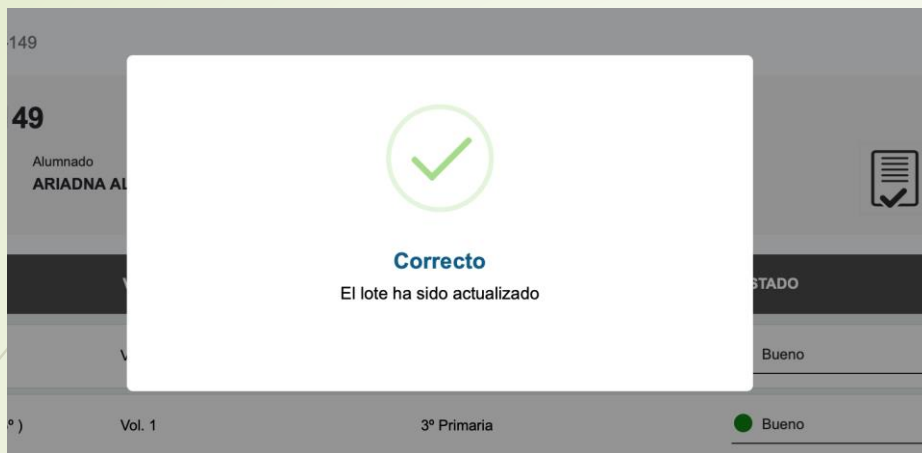 -149
49
Alumnado
ARIADNA AL
Correcto
El lote ha sido actualizado
STADO
Bueno
º )
Vol. 1
3º Primaria
Bueno